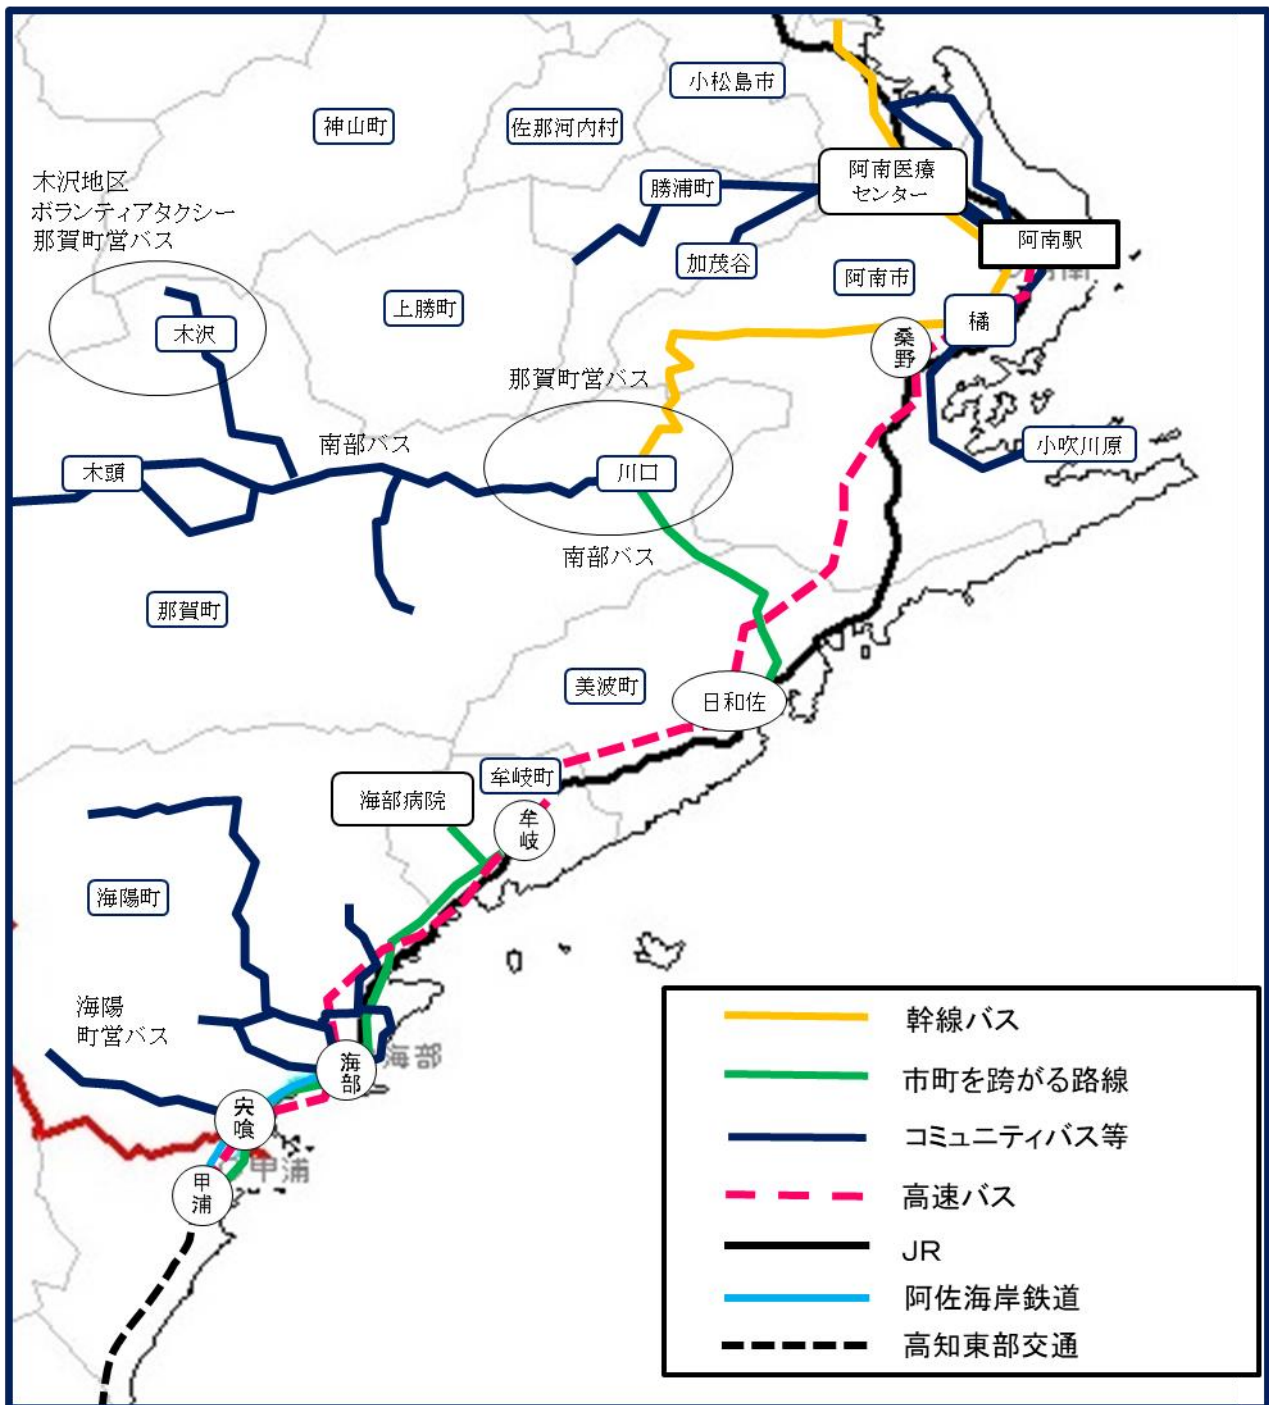 小松島市
神山町
佐那河内村
阿南医療
センター
木沢地区
ボランティアタクシー
那賀町営バス
勝浦町
阿南駅
加茂谷
阿南市
上勝町
橘
木沢
桑野
那賀町営バス
南部バス
小吹川原
木頭
川口
南部バス
那賀町
美波町
日和佐
牟岐町
海部病院
牟岐
海陽町
海陽
町営バス
海部
海部
宍喰
甲浦
甲浦
幹線バス
市町を跨がる路線
コミュニティバス等
高速バス
JR
阿佐海岸鉄道
高知東部交通